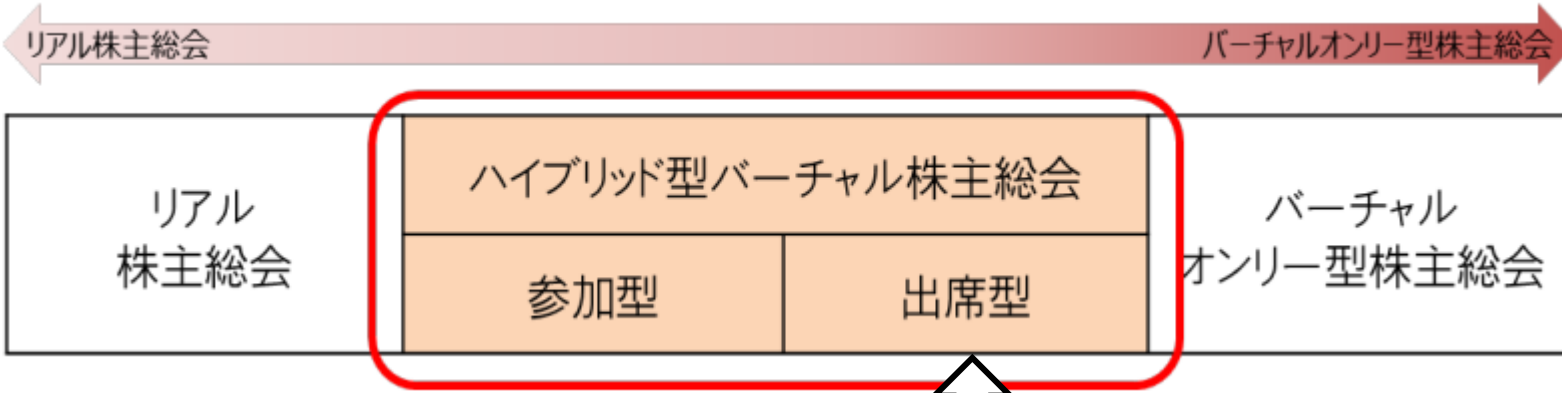 リアル株主総会
バーチャルオンリー型株主総会
リアル
株主総会
ハイブリッド型バーチャル株主総会
参加型
出席型
バーチャル
オンリー型株主総会